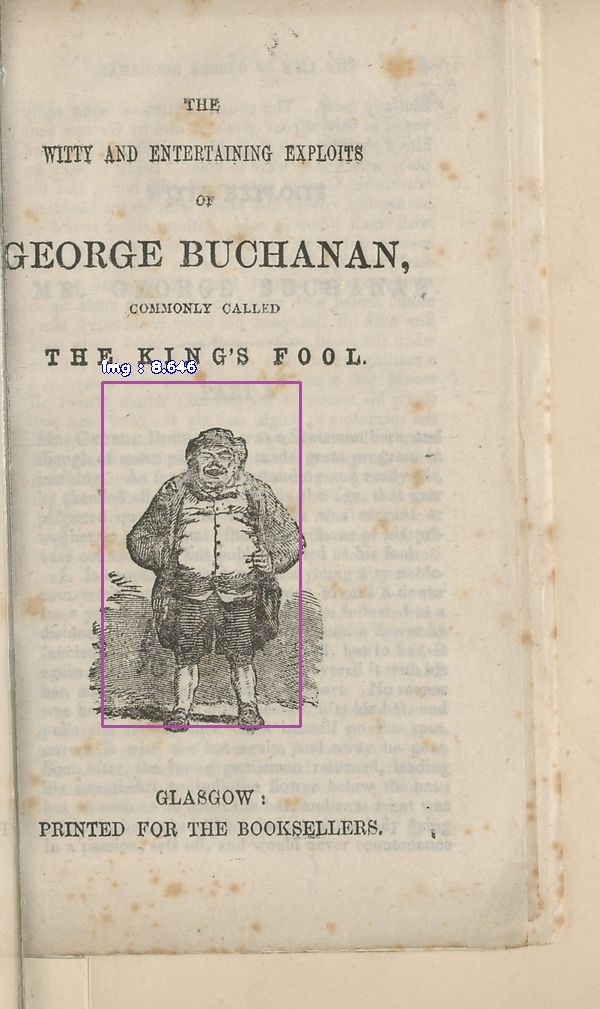 THE
WITTY AND ENTERTAINING EXPLOITS
OF
GEORGE BUCHANAN,
COMMONLY CALLED
THE KING'S FOOL.
img : 8.646
GLASGOW:
PRINTED FOR THE BOOKSELLERS.